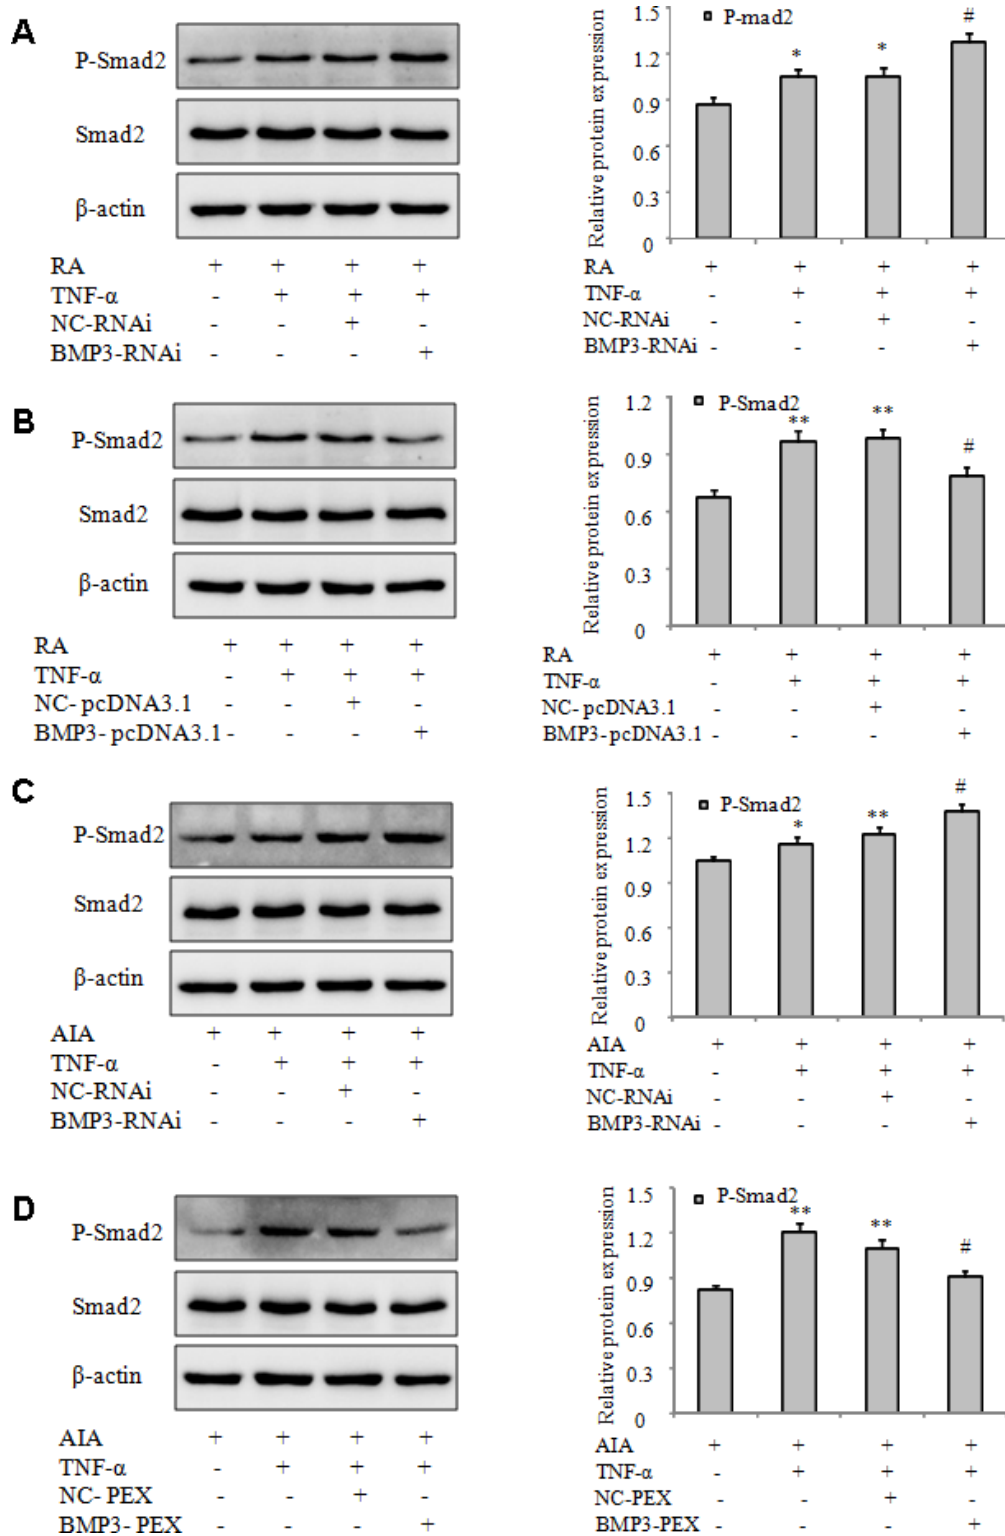 A
P-Smad2
Smad2
β-actin
RA + + + +
TNF-α - + + +
NC-RNAi - - + -
BMP3-RNAi - - - +
Relative protein expression
P-mad2
1.5
1.2
0.9
0.6
0.3
0
* * #
RA + + + +
TNF-α - + + +
NC-RNAi - - + -
BMP3-RNAi - - - +
B
P-Smad2
Smad2
β-actin
RA + + + +
TNF-α - + + +
NC- pcDNA3.1 - - + -
BMP3- pcDNA3.1 - - - +
Relative protein expression
P-Smad2
1.2
0.9
0.6
0.3
0
** ** #
RA + + + +
TNF-α - + + +
NC- pcDNA3.1 - - + -
BMP3- pcDNA3.1 - - - +
C
P-Smad2
Smad2
β-actin
AIA + + + +
TNF-α - + + +
NC-RNAi - - + -
BMP3-RNAi - - - +
Relative protein expression
P-Smad2
1.5
1.2
0.9
0.6
0.3
0
* ** #
AIA + + + +
TNF-α - + + +
NC-RNAi - - + -
BMP3-RNAi - - - +
D
P-Smad2
Smad2
β-actin
AIA + + + +
TNF-α - + + +
NC- PEX - - + -
BMP3- PEX - - - +
Relative protein expression
P-Smad2
1.5
1.2
0.9
0.6
0.3
0
** ** #
AIA + + + +
TNF-α - + + +
NC-PEX - - + -
BMP3-PEX - - - +